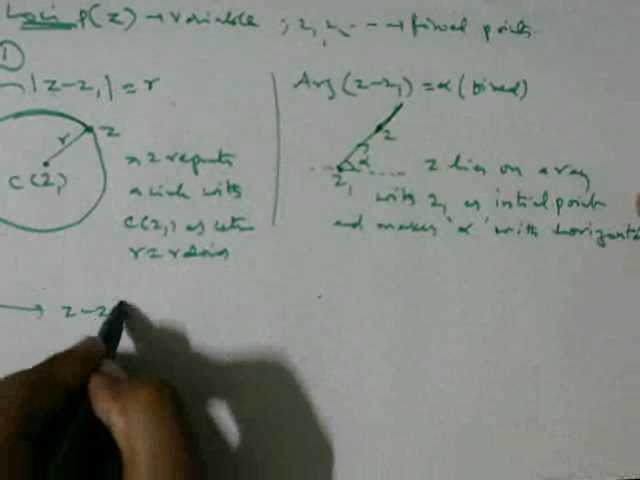 Locii P(z) → variable ; z₁, z₂ --- → fixed points
①
|z-z₁| = r
r
z
C(z₁)
z represents
a circle with
C(z₁) as centre
r = radius
Arg(z-z₁) = α (fixed)
z
α
z₁
z lies on a ray
with z₁ as initial point
and makes 'α' with horizontal
→ z-z